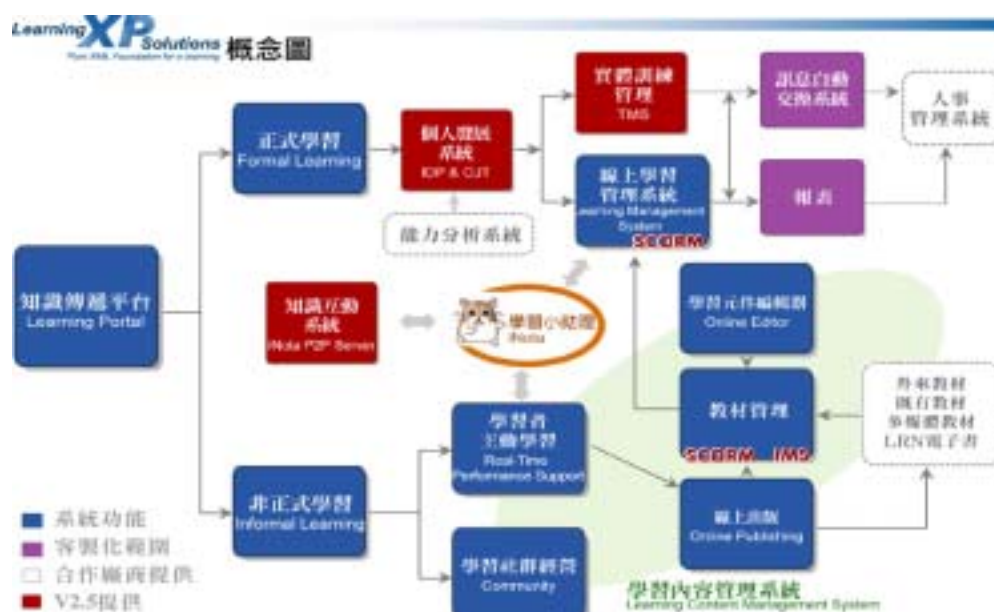 Learning XP Solutions 概念圖
Pure XML Foundation for e-learning
正式學習
Formal Learning
個人發展
系統
IDP & OJT
實體訓練
管理
TMS
訊息自動
交換系統
人事
管理系統
線上學習
管理系統
Learning Management
System
SCORM
報表
能力分析系統
知識傳遞平台
Learning Portal
知識互動
系統
iNota P2P Server
學習小助理
iNota
學習元件編輯器
Online Editor
教材管理
SCORM IMS
外來教材
既有教材
多媒體教材
LRN電子書
學習者
主動學習
Real-Time
Performance Support
非正式學習
Informal Learning
線上出版
Online Publishing
學習社群經營
Community
系統功能
客製化範圍
合作廠商提供
V2.5提供
學習內容管理系統
Learning Content Management System